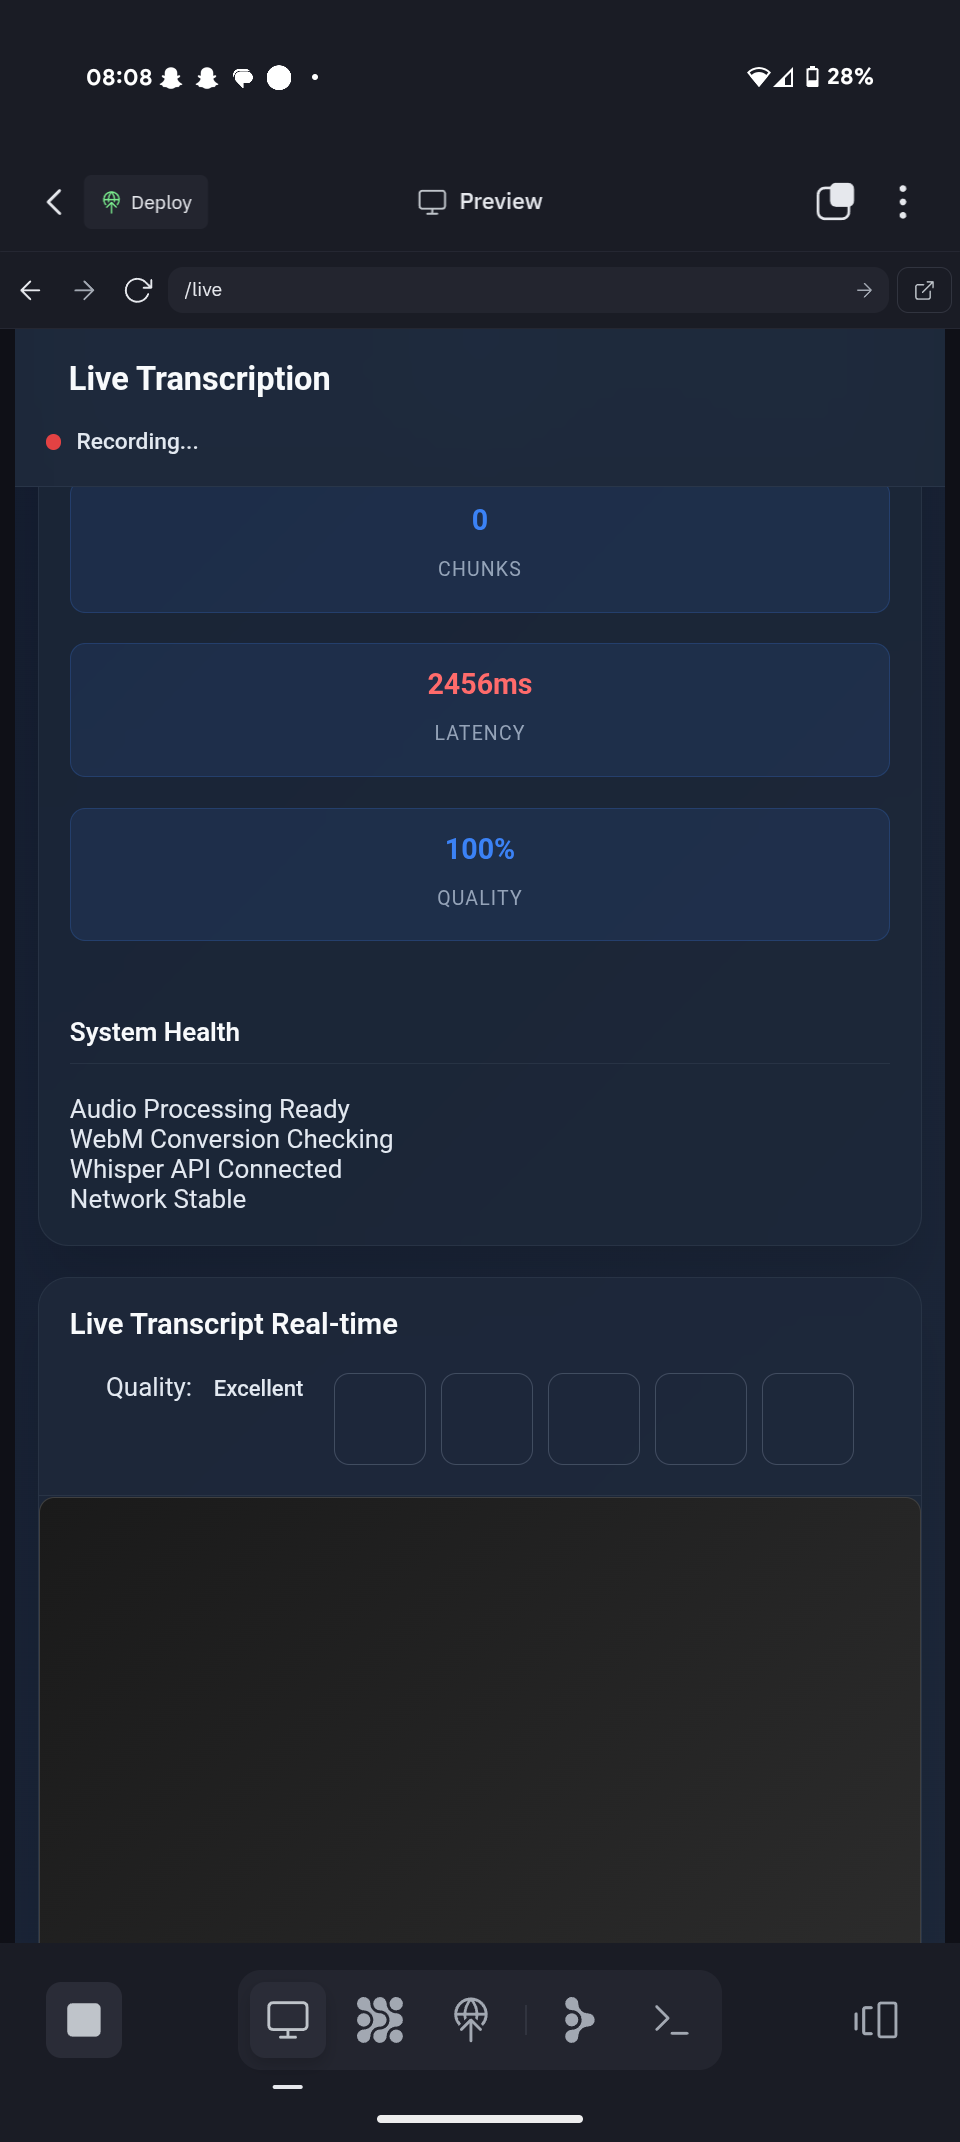 08:08
28%
Deploy
Preview
/live
Live Transcription
Recording...
0
CHUNKS
2456ms
LATENCY
100%
QUALITY
System Health
Audio Processing Ready
WebM Conversion Checking
Whisper API Connected
Network Stable
Live Transcript Real-time
Quality: Excellent